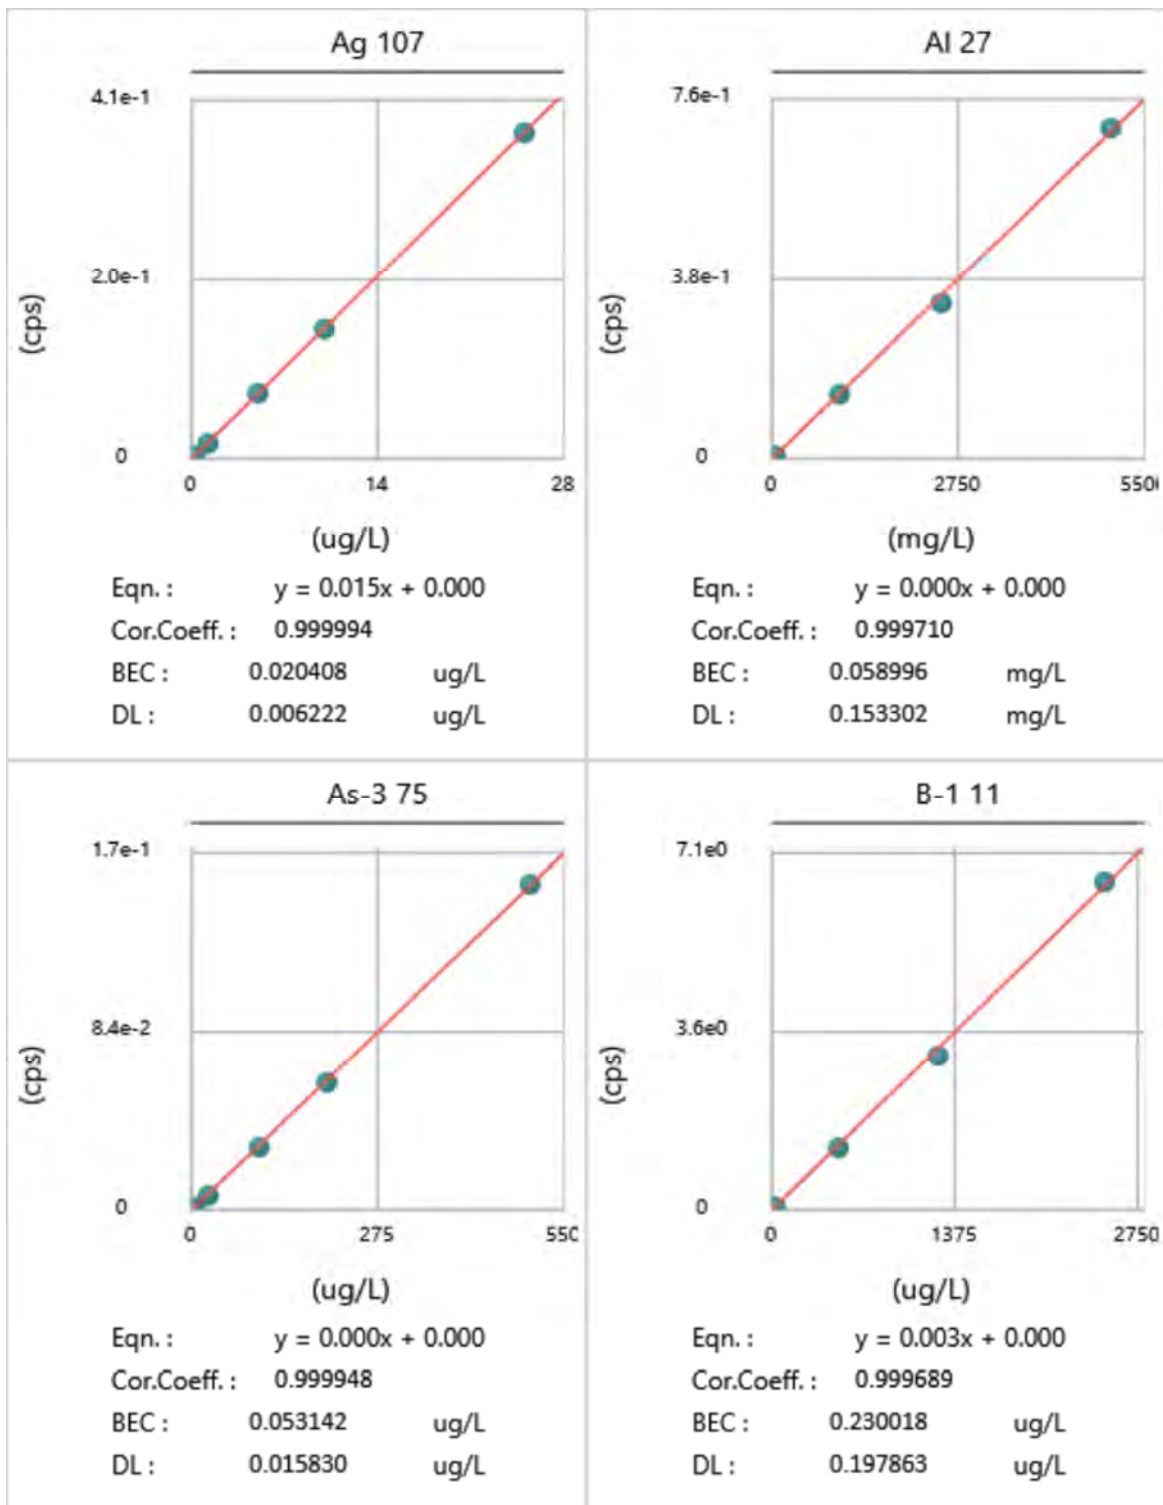 Ag 107
4.1e-1
2.0e-1
0
(cps)
0 14 28
(ug/L)
Eqn. : y = 0.015x + 0.000
Cor.Coeff. : 0.999994
BEC : 0.020408 ug/L
DL : 0.006222 ug/L
Al 27
7.6e-1
3.8e-1
0
(cps)
0 2750 550
(mg/L)
Eqn. : y = 0.000x + 0.000
Cor.Coeff. : 0.999710
BEC : 0.058996 mg/L
DL : 0.153302 mg/L
As-3 75
1.7e-1
8.4e-2
0
(cps)
0 275 550
(ug/L)
Eqn. : y = 0.000x + 0.000
Cor.Coeff. : 0.999948
BEC : 0.053142 ug/L
DL : 0.015830 ug/L
B-1 11
7.1e0
3.6e0
0
(cps)
0 1375 2750
(ug/L)
Eqn. : y = 0.003x + 0.000
Cor.Coeff. : 0.999689
BEC : 0.230018 ug/L
DL : 0.197863 ug/L